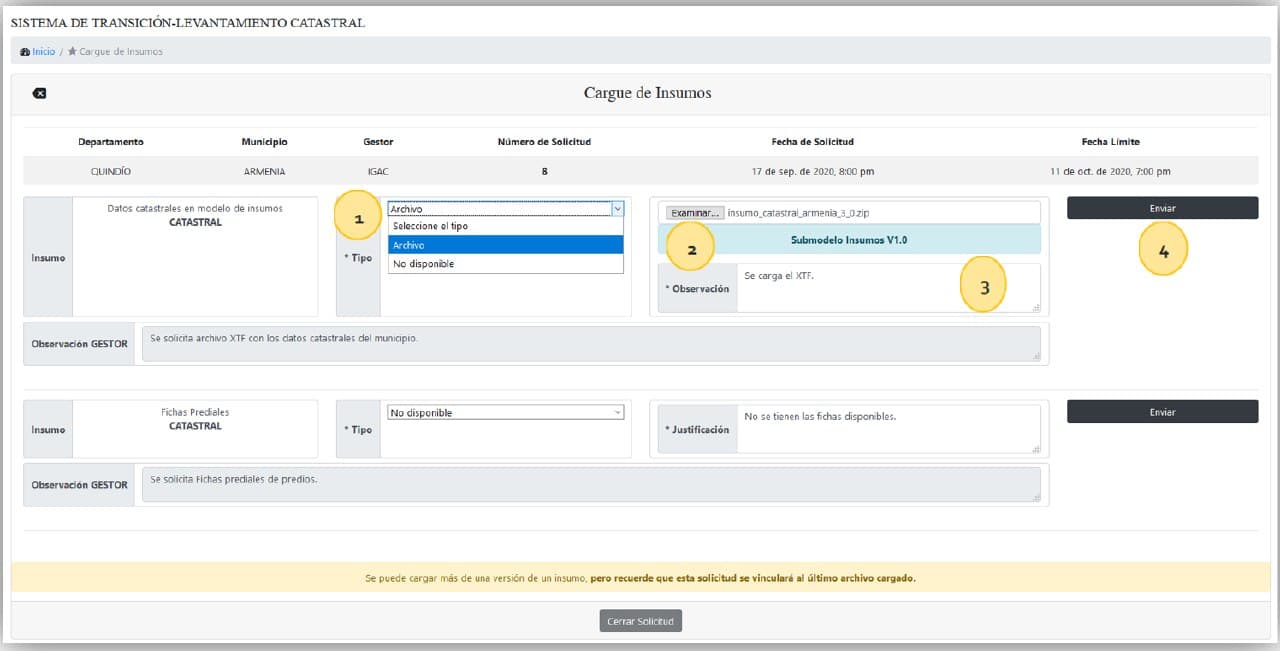 SISTEMA DE TRANSICIÓN-LEVANTAMIENTO CATASTRAL
Inicio / Cargue de Insumos
Cargue de Insumos
Departamento Municipio Gestor Número de Solicitud Fecha de Solicitud Fecha Límite
QUINDÍO ARMENIA IGAC 8 17 de sep. de 2020, 8:00 pm 11 de oct. de 2020, 7:00 pm
Insumo
Datos catastrales en modelo de insumos
CATASTRAL
1
* Tipo
Archivo
Seleccione el tipo
Archivo
No disponible
Examinar... insumo_catastral_armenia_3_0.zip
2
Submodelo Insumos V1.0
* Observación
Se carga el XTF.
3
Enviar
4
Observación GESTOR
Se solicita archivo XTF con los datos catastrales del municipio.
Insumo
Fichas Prediales
CATASTRAL
* Tipo
No disponible
* Justificación
No se tienen las fichas disponibles.
Enviar
Observación GESTOR
Se solicita Fichas prediales de predios.
Se puede cargar más de una versión de un insumo, pero recuerde que esta solicitud se vinculará al último archivo cargado.
Cerrar Solicitud